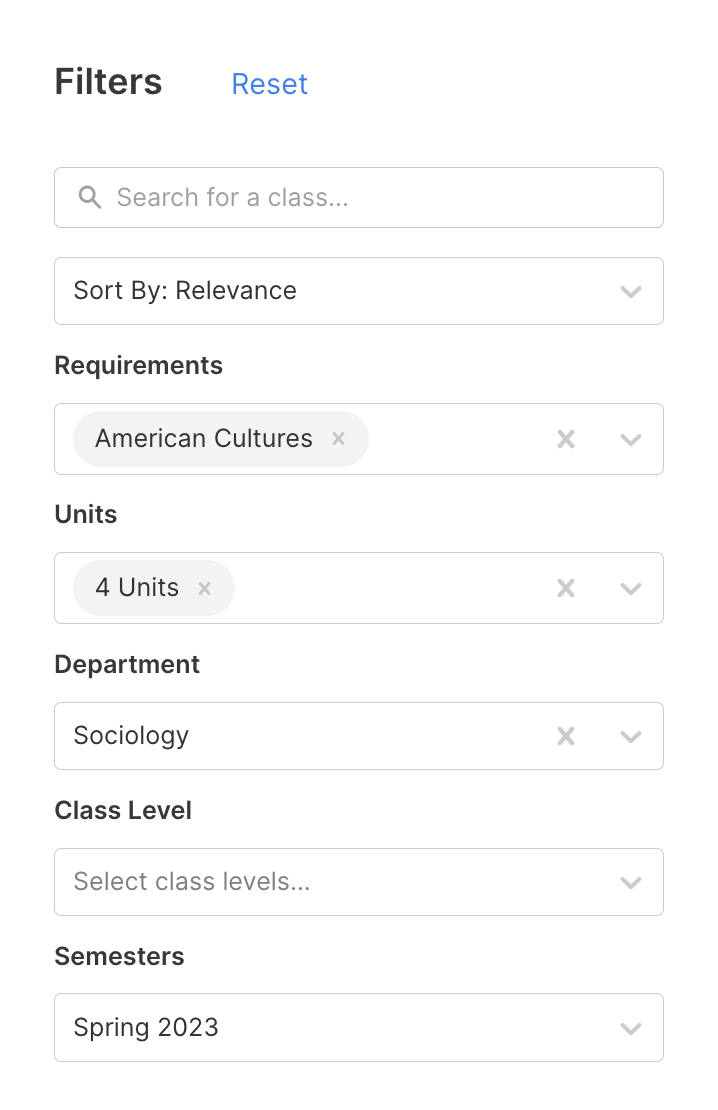 Filters Reset
Search for a class...
Sort By: Relevance
Requirements
American Cultures
Units
4 Units
Department
Sociology
Class Level
Select class levels...
Semesters
Spring 2023